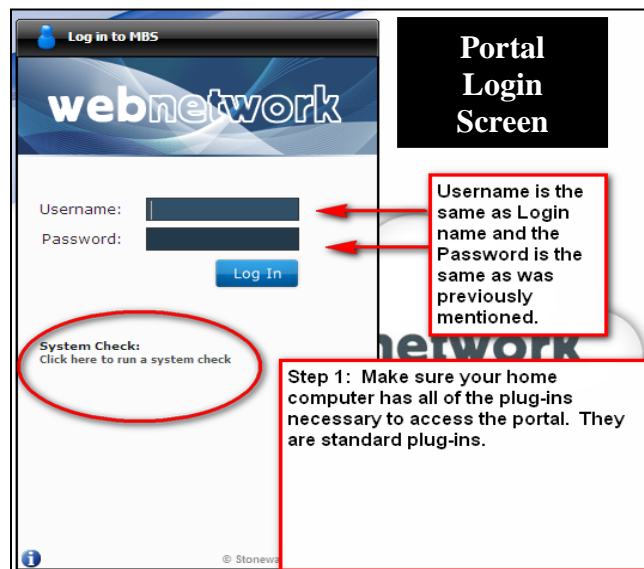 Log in to MBS
Portal
Login
Screen
webnetwork
Username:
Password:
Log In
Username is the
same as Login
name and the
Password is the
same as was
previously
mentioned.
System Check:
Click here to run a system check
network
Step 1: Make sure your home
computer has all of the plug-ins
necessary to access the portal. They
are standard plug-ins.
©